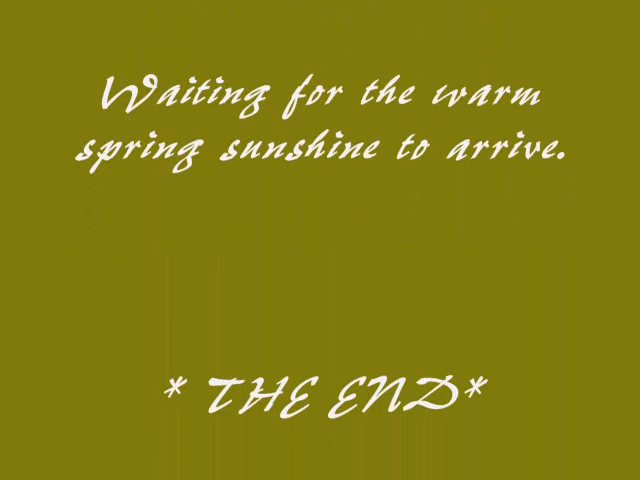 Waiting for the warm
spring sunshine to arrive.
* THE END*